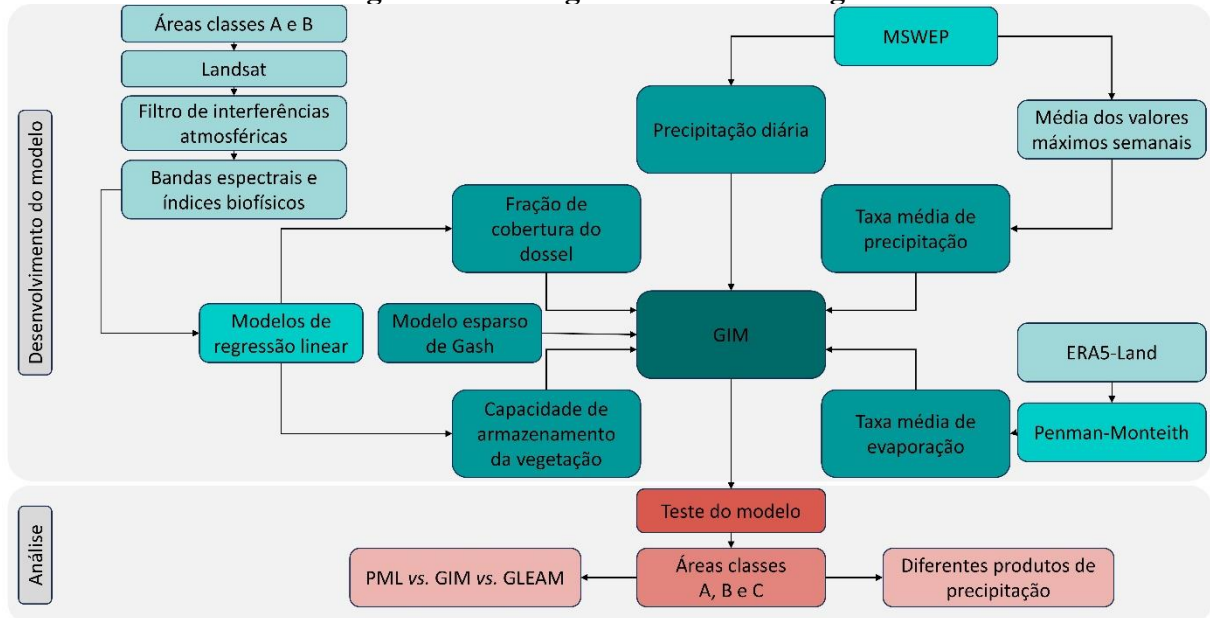 Áreas classes A e B
Landsat
Filtro de interferências
atmosféricas
Bandas espectrais e
índices biofísicos
Desenvolvimento do modelo
MSWEP
Precipitação diária
Média dos valores
máximos semanais
Fração de
cobertura do
dossel
Taxa média de
precipitação
Modelos de
regressão linear
Modelo esparso
de Gash
GIM
ERA5-Land
Capacidade de
armazenamento
da vegetação
Taxa média de
evaporação
Penman-Monteith
Análise
Teste do modelo
PML vs. GIM vs. GLEAM
Áreas classes
A, B e C
Diferentes produtos de
precipitação